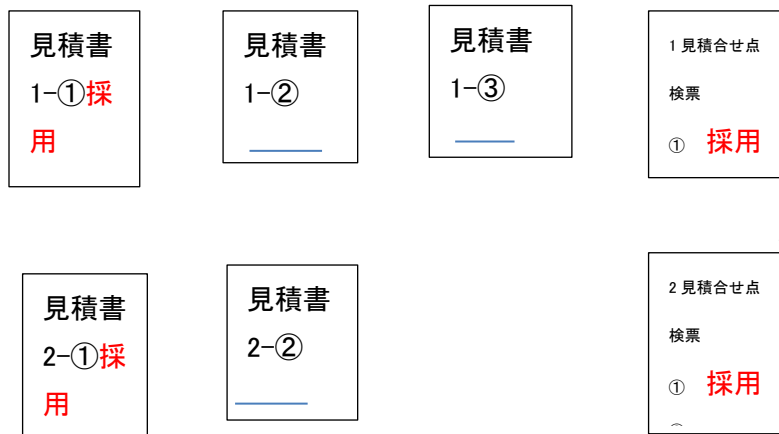 見積書
1-①採
用
見積書
1-②
見積書
1-③
1 見積合せ点
検票
① 採用
見積書
2-①採
用
見積書
2-②
2 見積合せ点
検票
① 採用